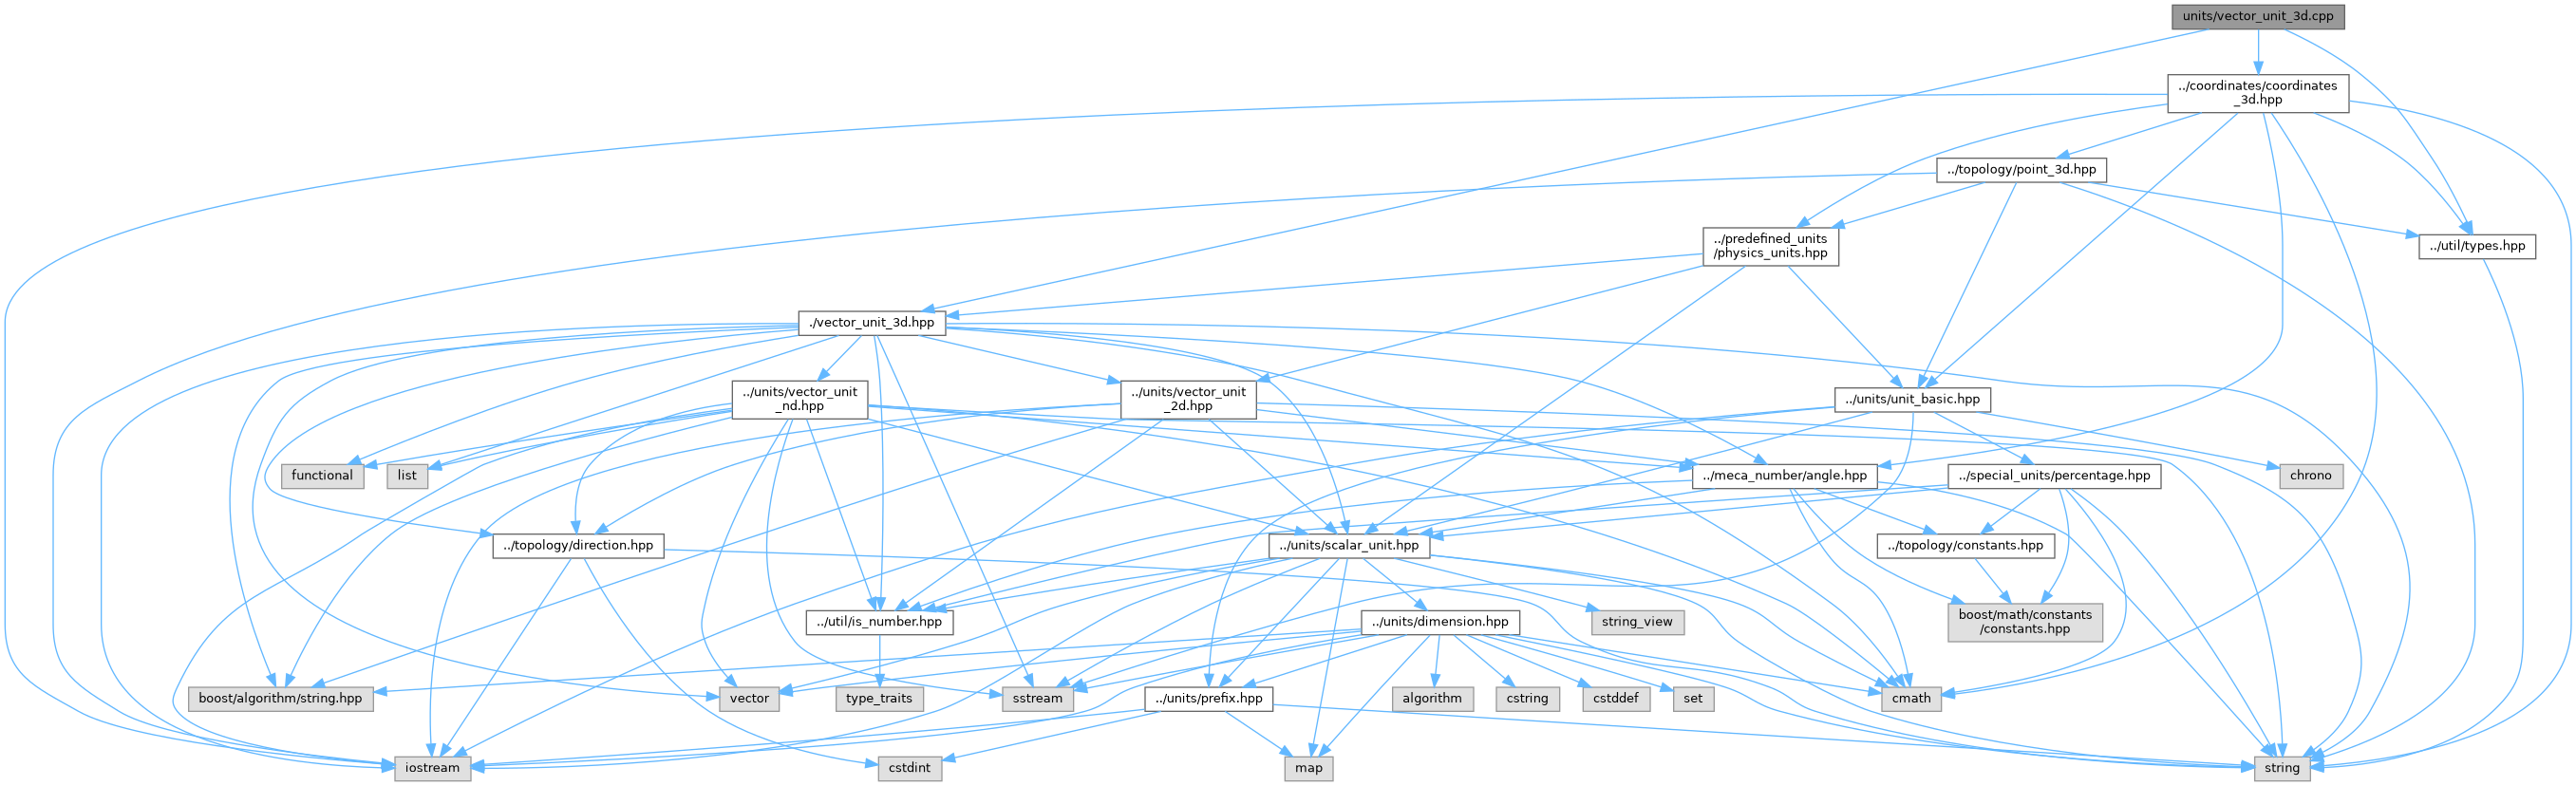 units/vector_unit_3d.cpp
../coordinates/coordinates
_3d.hpp
../topology/point_3d.hpp
../predefined_units
/physics_units.hpp
../util/types.hpp
./vector_unit_3d.hpp
../units/vector_unit
_nd.hpp
../units/vector_unit
_2d.hpp
../units/unit_basic.hpp
functional
list
../meca_number/angle.hpp
../special_units/percentage.hpp
chrono
../topology/direction.hpp
../units/scalar_unit.hpp
../topology/constants.hpp
../util/is_number.hpp
../units/dimension.hpp
string_view
boost/math/constants
/constants.hpp
boost/algorithm/string.hpp
vector
type_traits
sstream
../units/prefix.hpp
algorithm
cstring
cstddef
set
cmath
iostream
cstdint
map
string